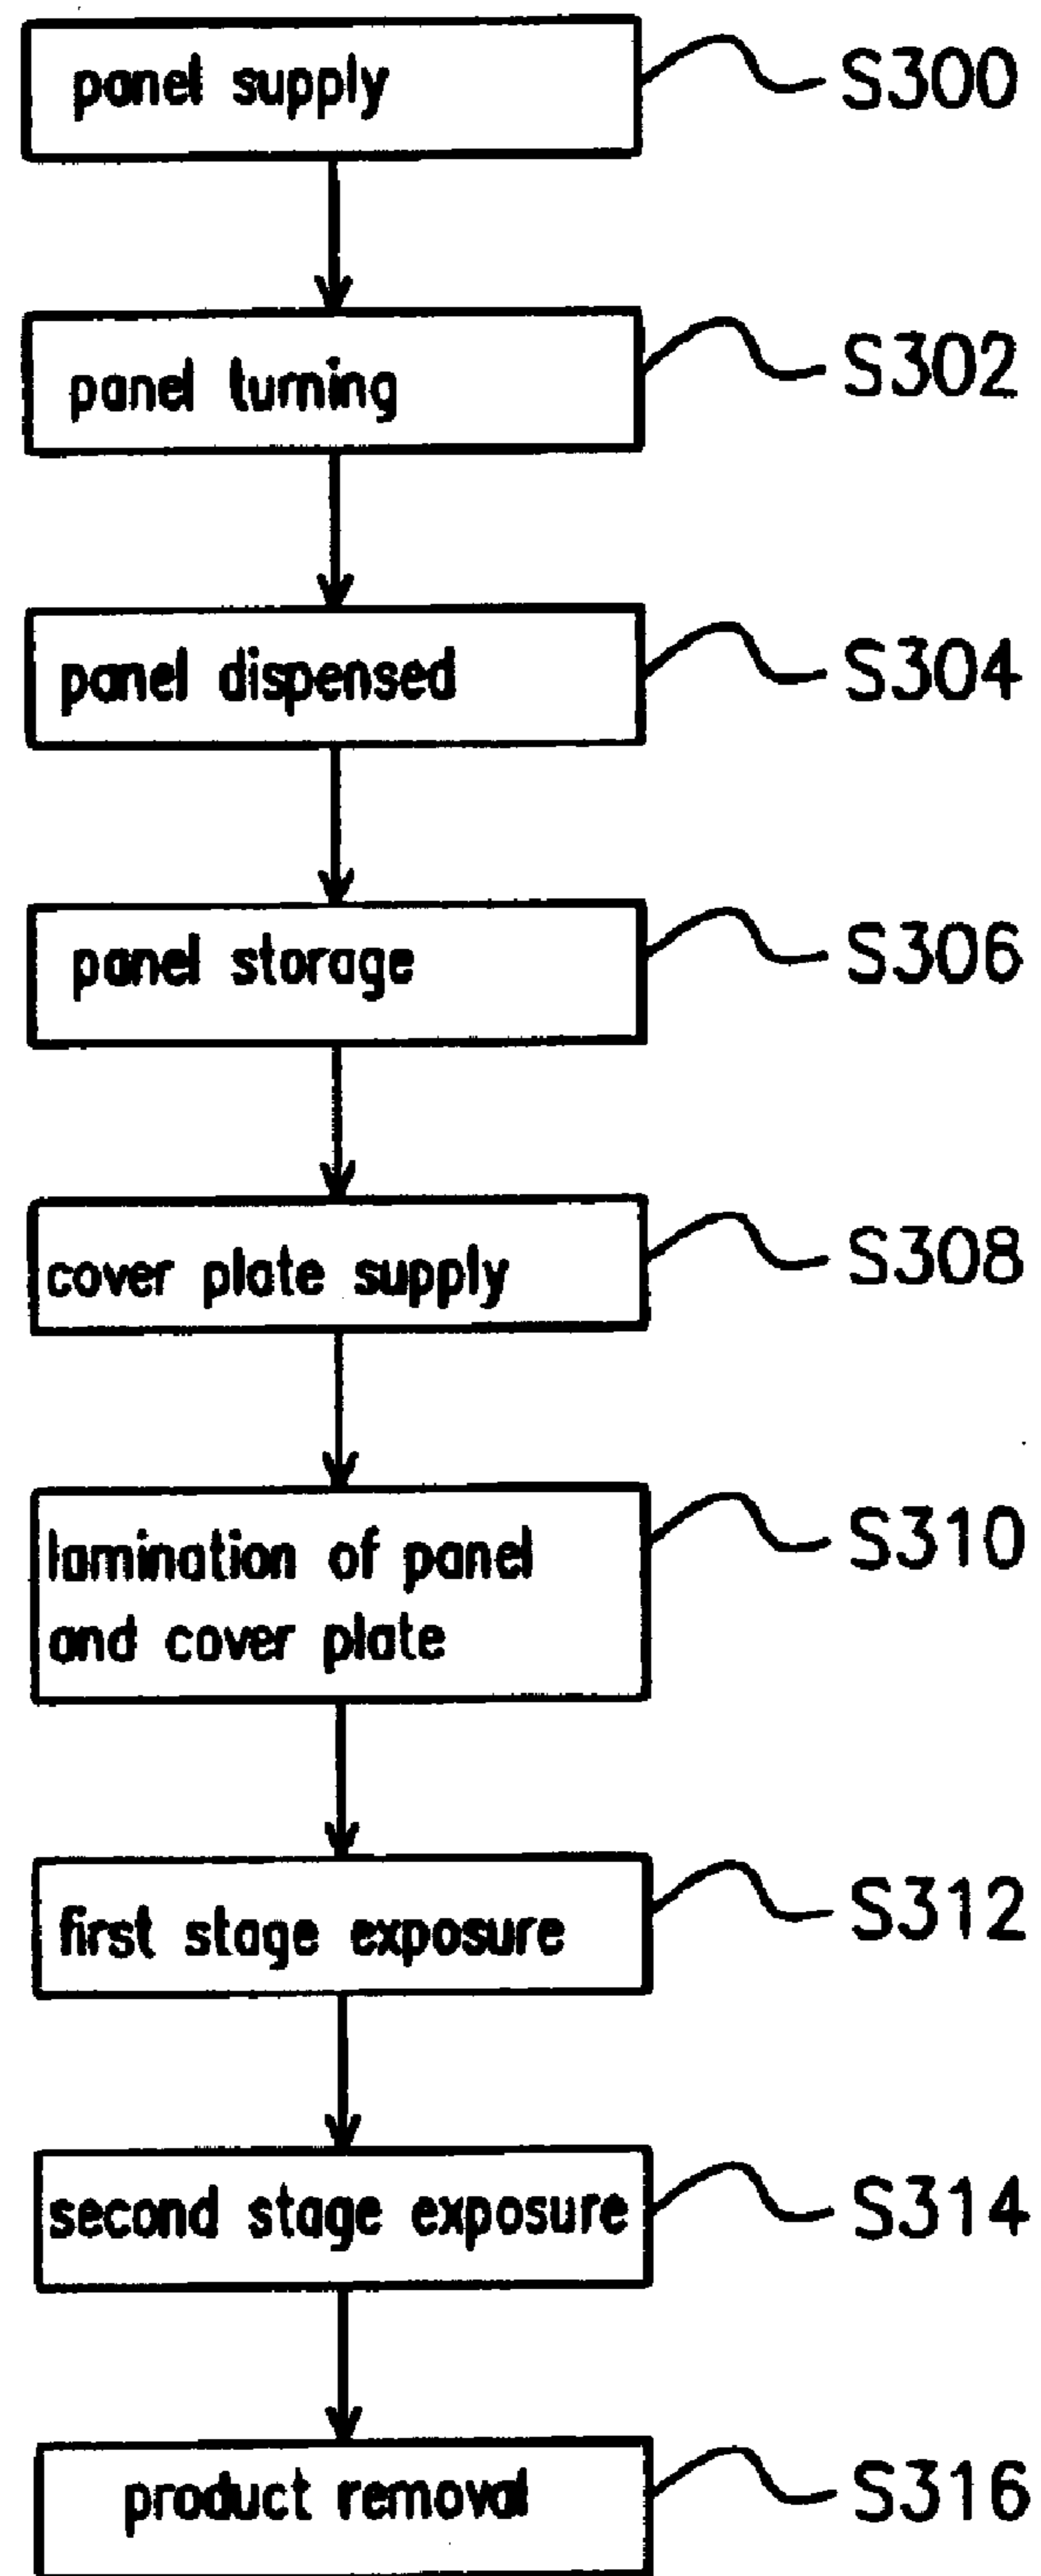 panel supply S300
panel turning S302
panel dispensed S304
panel storage S306
cover plate supply S308
lamination of panel S310
and cover plate
first stage exposure S312
second stage exposure S314
product removal S316